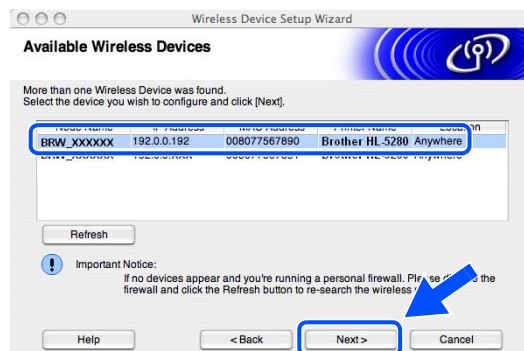 Wireless Device Setup Wizard
Available Wireless Devices
More than one Wireless Device was found.
Select the device you wish to configure and click [Next].
Node Name IP Address MAC Address Printer Name Location
BRW_XXXXXX 192.0.0.192 008077567890 Brother HL-5280 Anywhere
Anywhere
Refresh
Important Notice:
If no devices appear and you're running a personal firewall. Please the
firewall and click the Refresh button to re-search the wireless
Help < Back Next > Cancel